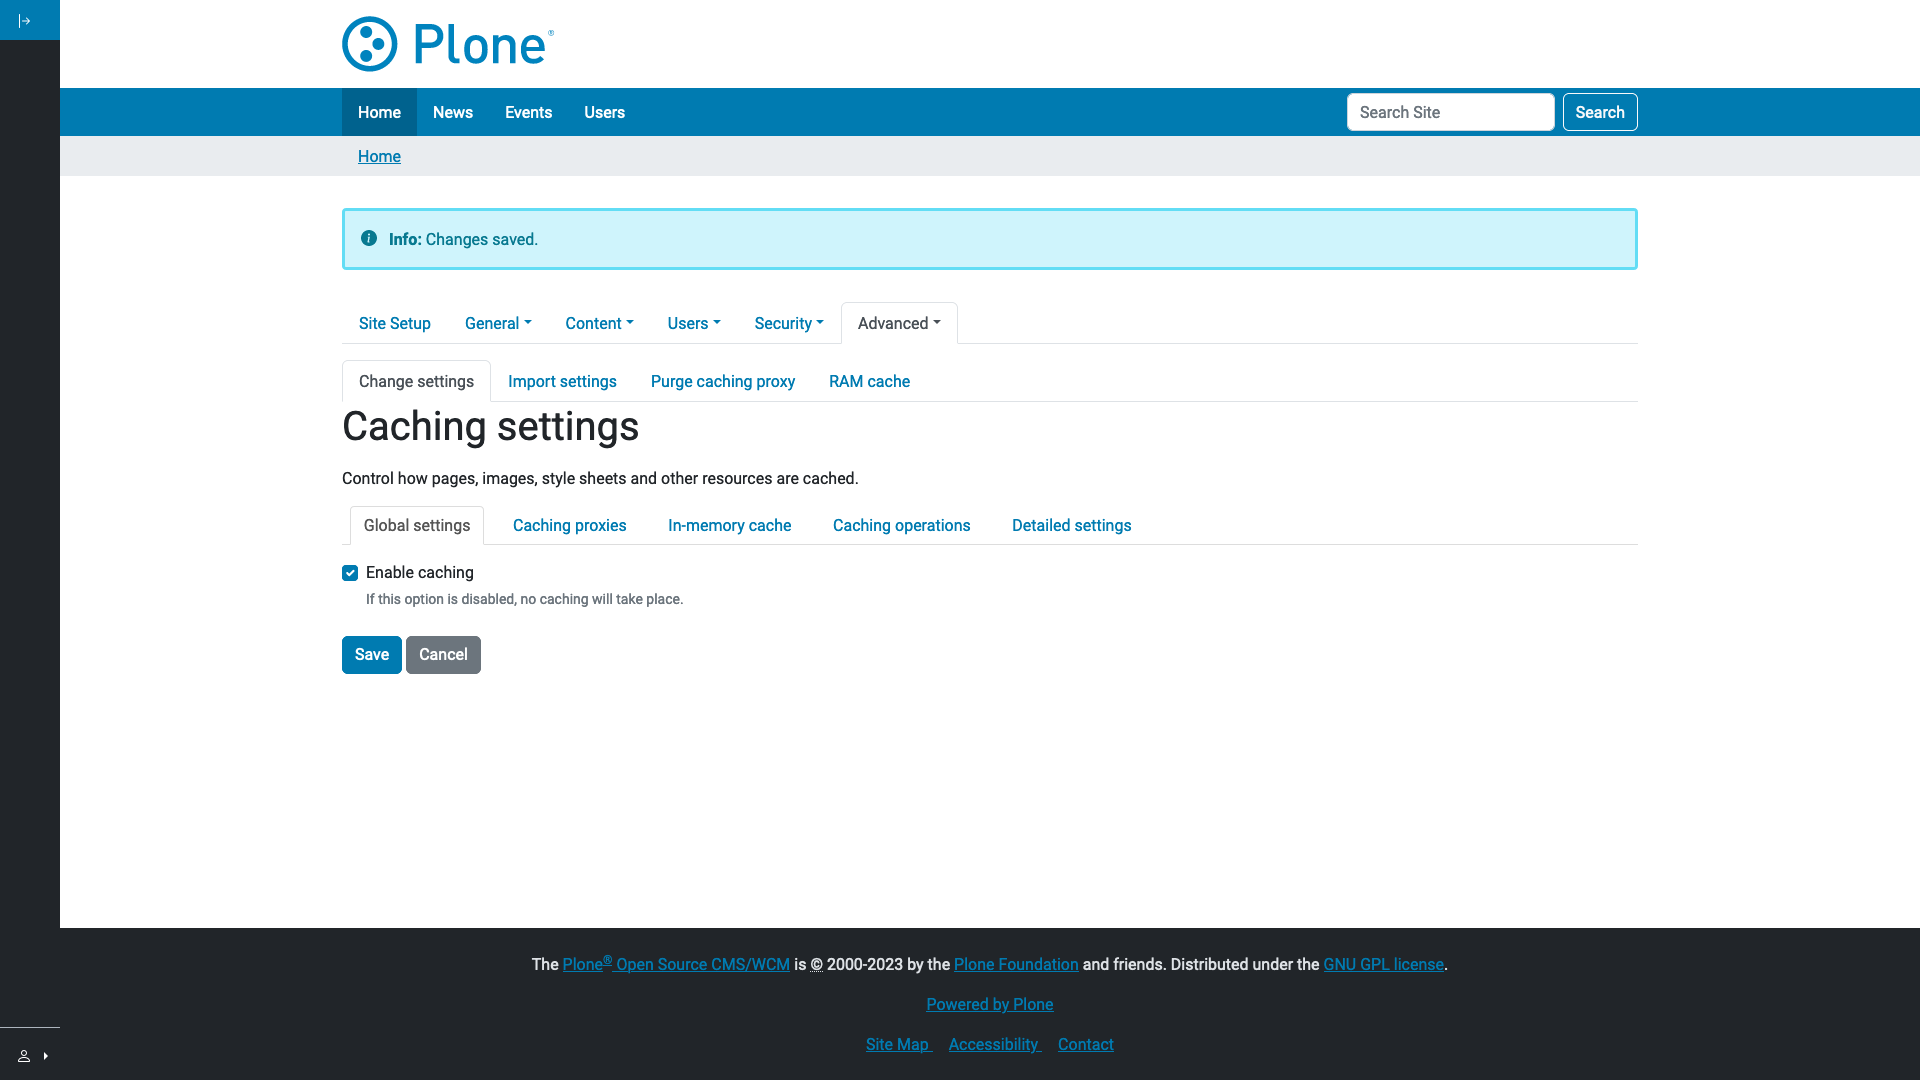 Plone®
Home News Events Users Search Site Search
Home
Info: Changes saved.
Site Setup General Content Users Security Advanced
Change settings Import settings Purge caching proxy RAM cache
Caching settings
Control how pages, images, style sheets and other resources are cached.
Global settings Caching proxies In-memory cache Caching operations Detailed settings
Enable caching
If this option is disabled, no caching will take place.
Save Cancel
The Plone® Open Source CMS/WCM is © 2000-2023 by the Plone Foundation and friends. Distributed under the GNU GPL license.
Powered by Plone
Site Map Accessibility Contact